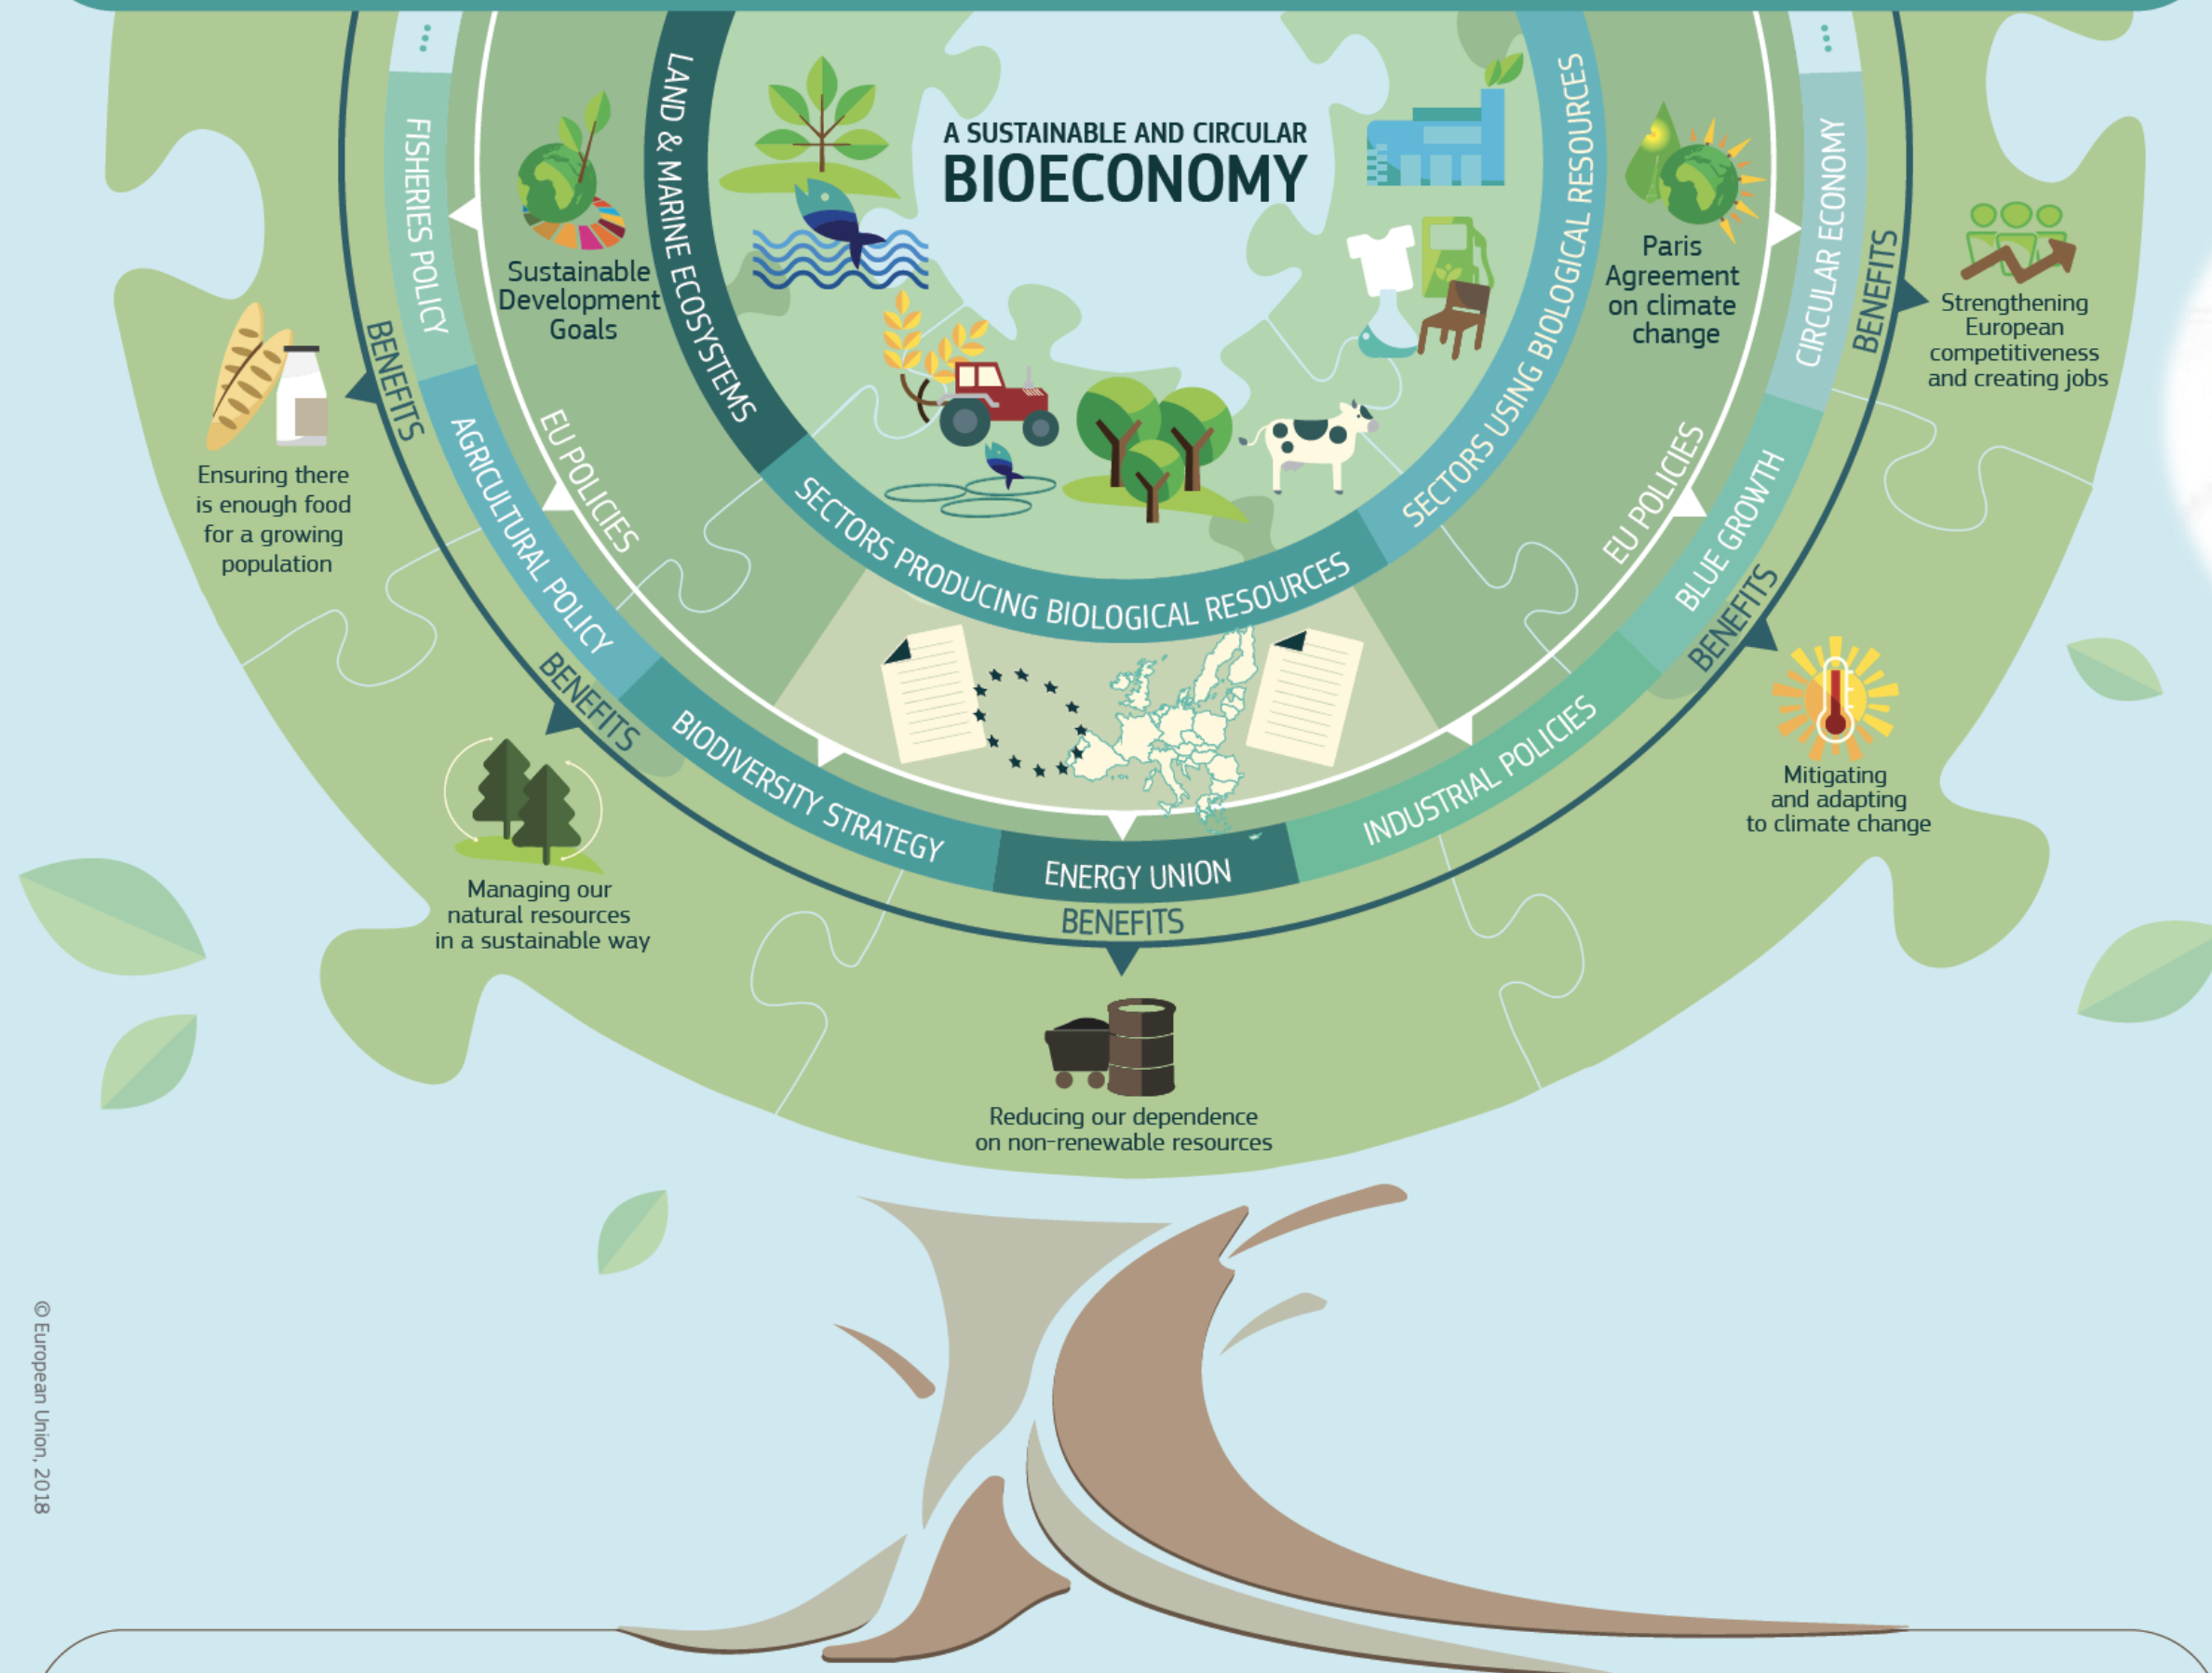 A SUSTAINABLE AND CIRCULAR
BIOECONOMY
LAND & MARINE ECOSYSTEMS
SECTORS PRODUCING BIOLOGICAL RESOURCES
SECTORS USING BIOLOGICAL RESOURCES
Sustainable
Development
Goals
Paris
Agreement
on climate
change
EU POLICIES
EU POLICIES
...
FISHERIES POLICY
AGRICULTURAL POLICY
BIODIVERSITY STRATEGY
ENERGY UNION
INDUSTRIAL POLICIES
BLUE GROWTH
CIRCULAR ECONOMY
...
BENEFITS
Ensuring there
is enough food
for a growing
population
BENEFITS
Managing our
natural resources
in a sustainable way
BENEFITS
Reducing our dependence
on non-renewable resources
BENEFITS
Mitigating
and adapting
to climate change
BENEFITS
Strengthening
European
competitiveness
and creating jobs
© European Union, 2018